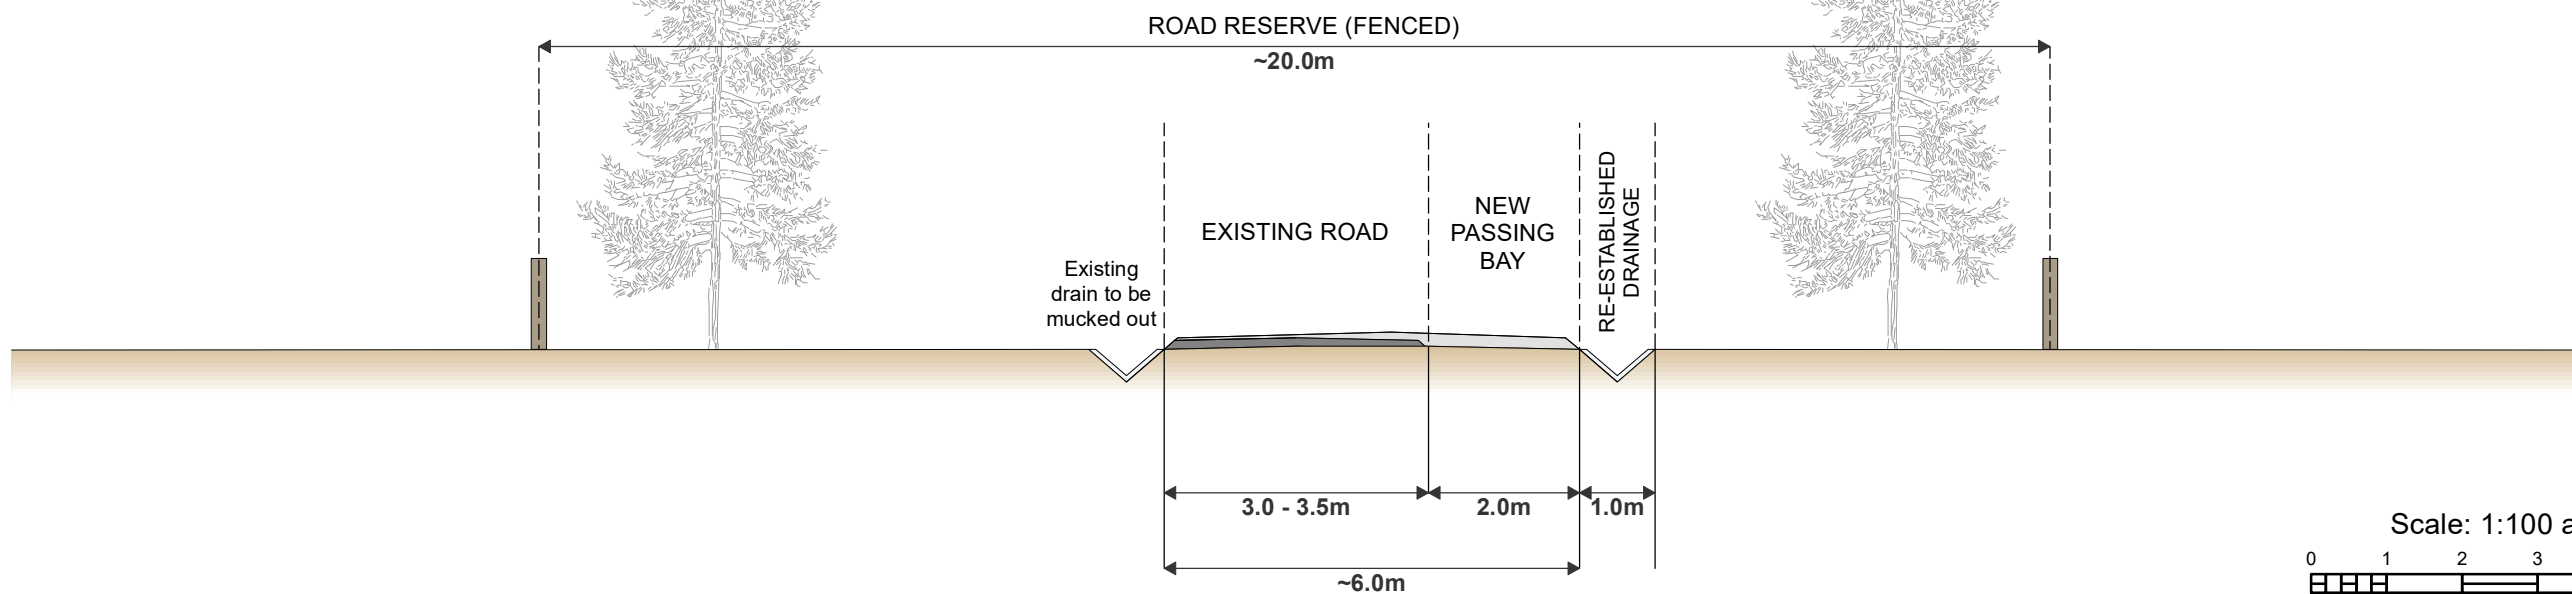 ROAD RESERVE (FENCED)
~20.0m
EXISTING ROAD
NEW
PASSING
BAY
RE-ESTABLISHED
DRAINAGE
Existing
drain to be
mucked out
3.0 - 3.5m
2.0m
1.0m
~6.0m
Scale: 1:100 a
0 1 2 3